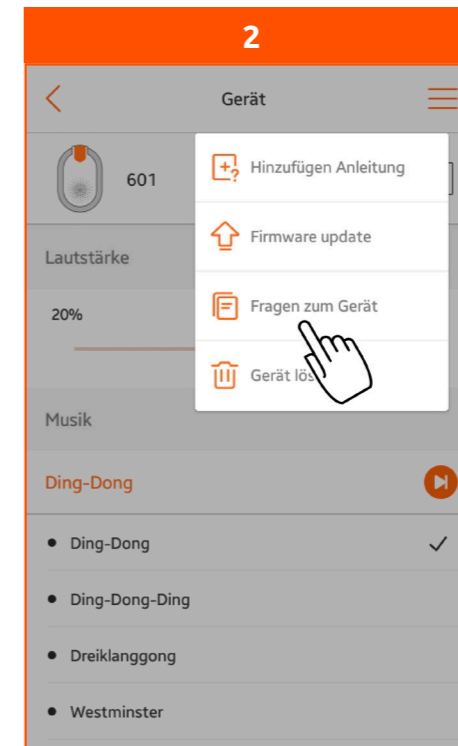 2
Gerät
601
Hinzufügen Anleitung
Firmware update
Lautstärke
20%
Fragen zum Gerät
Gerät
Musik
Ding-Dong
Ding-Dong
Ding-Dong-Ding
Dreiklanggong
Westminster